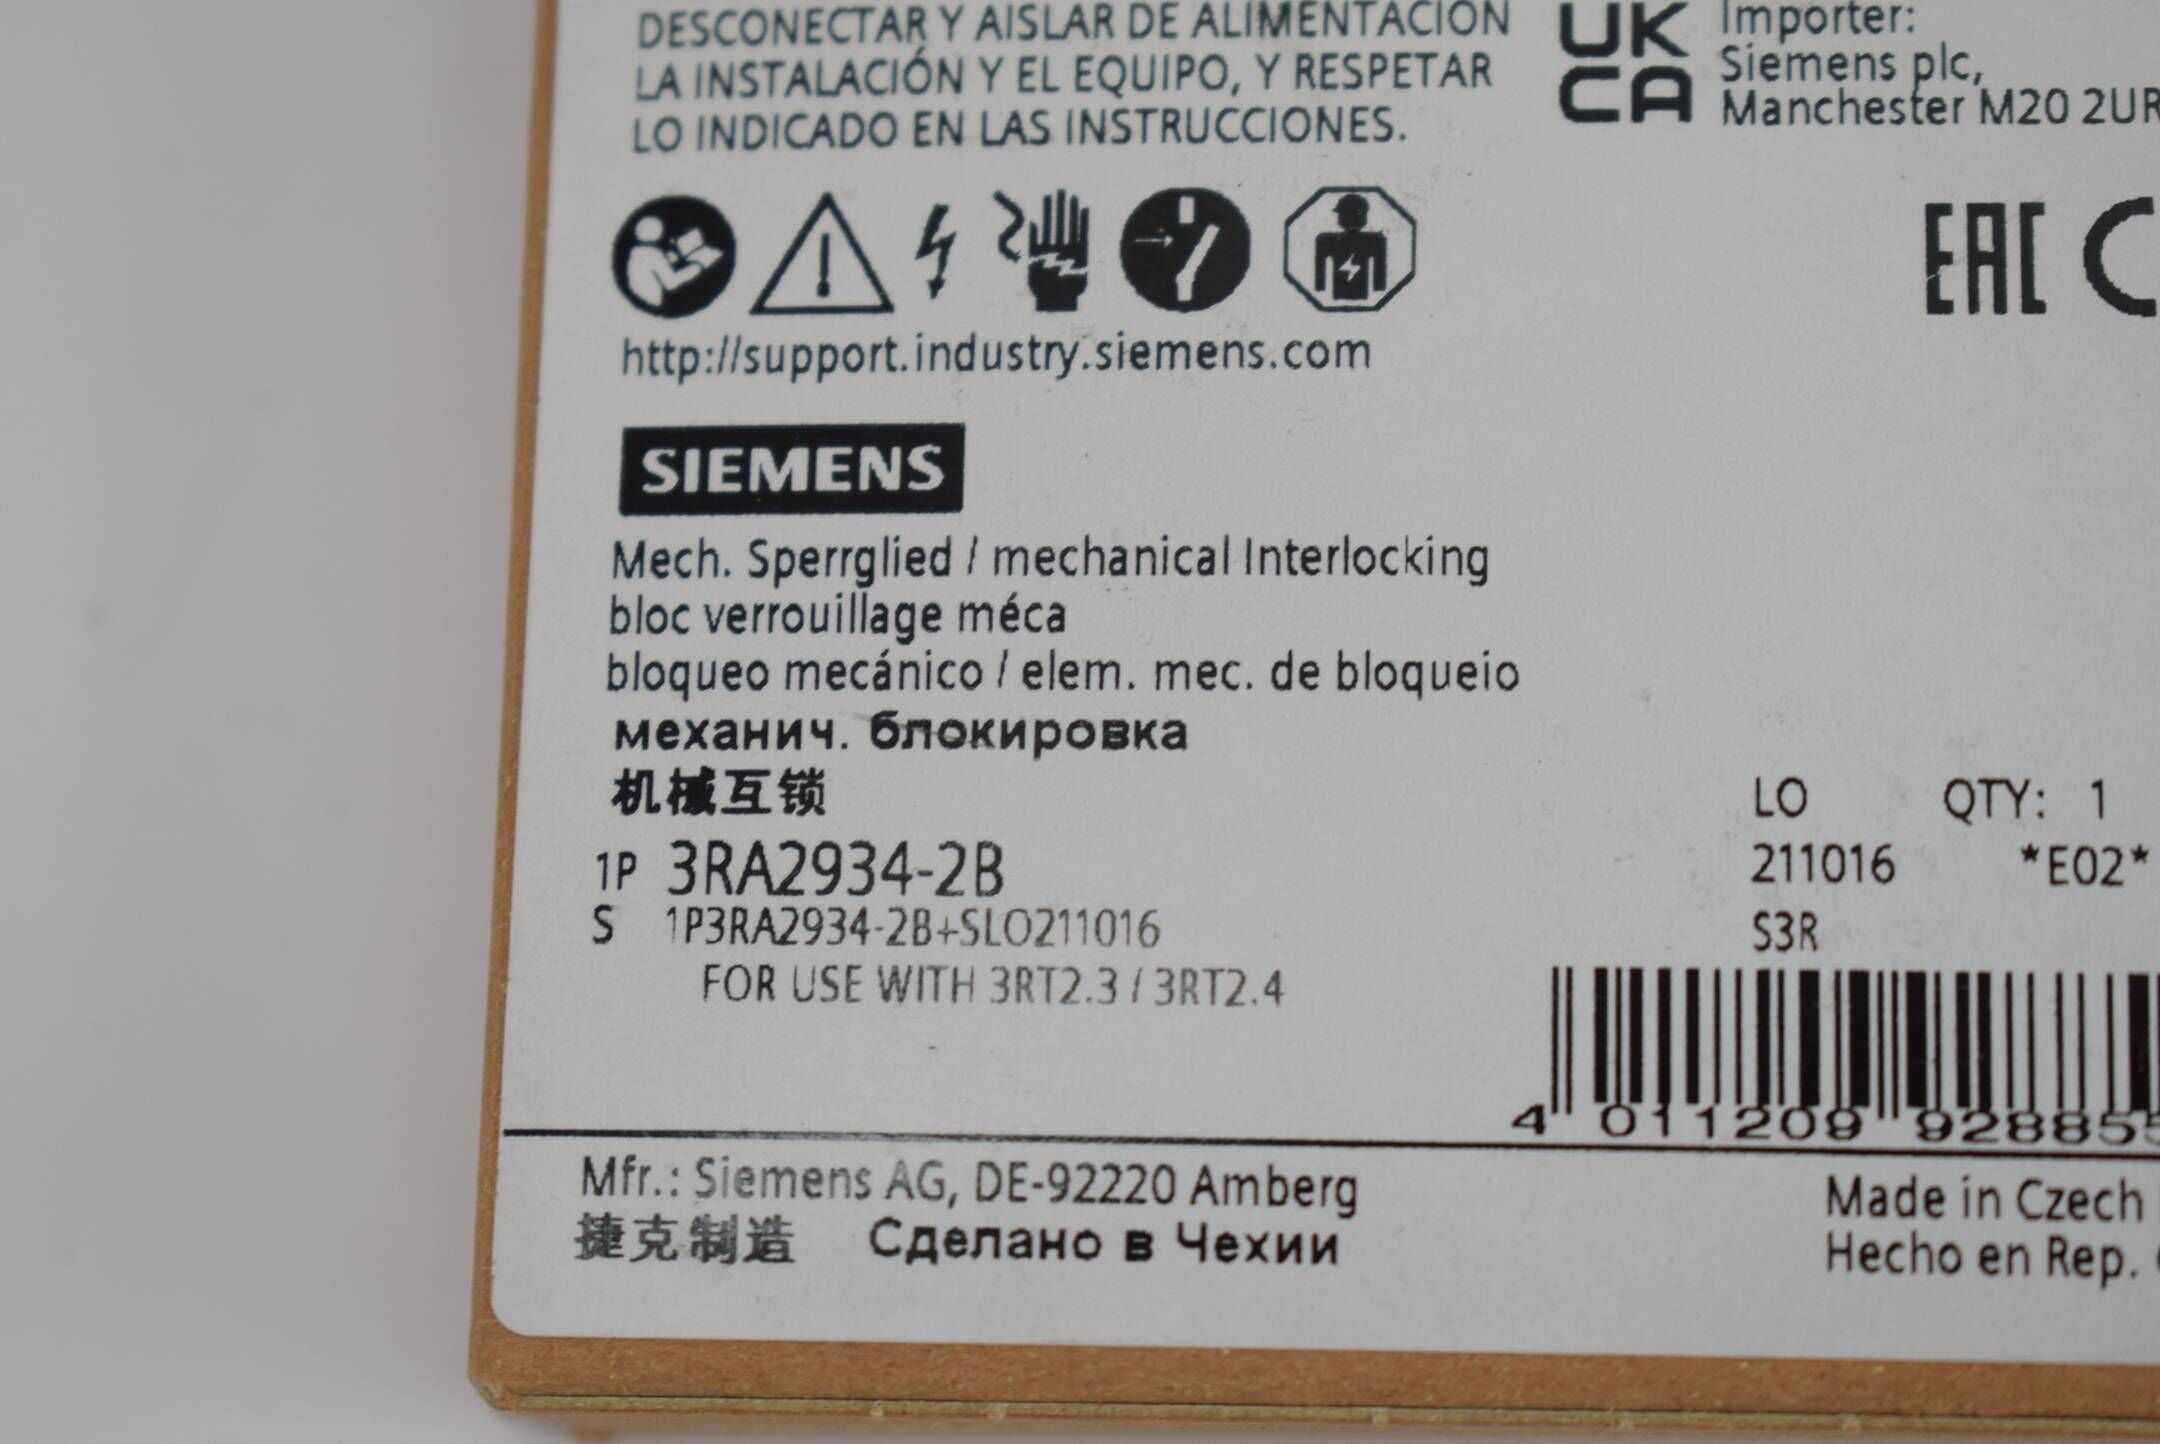 DESCONECTAR Y AISLAR DE ALIMENTACIÓN
LA INSTALACIÓN Y EL EQUIPO, Y RESPETAR
LO INDICADO EN LAS INSTRUCCIONES.
UK
CA
Importer:
Siemens plc,
Manchester M20 2UR
EAC
http://support.industry.siemens.com
SIEMENS
Mech. Sperrglied / mechanical Interlocking
bloc verrouillage méca
bloqueo mecánico / elem. mec. de bloqueio
механич. блокировка
机械互锁
1P 3RA2934-2B
S 1P3RA2934-2B+SLO211016
FOR USE WITH 3RT2.3 / 3RT2.4
LO QTY: 1
211016 *E02*
S3R
4 011209 92885
Mfr.: Siemens AG, DE-92220 Amberg
捷克制造 Сделано в Чехии
Made in Czech
Hecho en Rep.